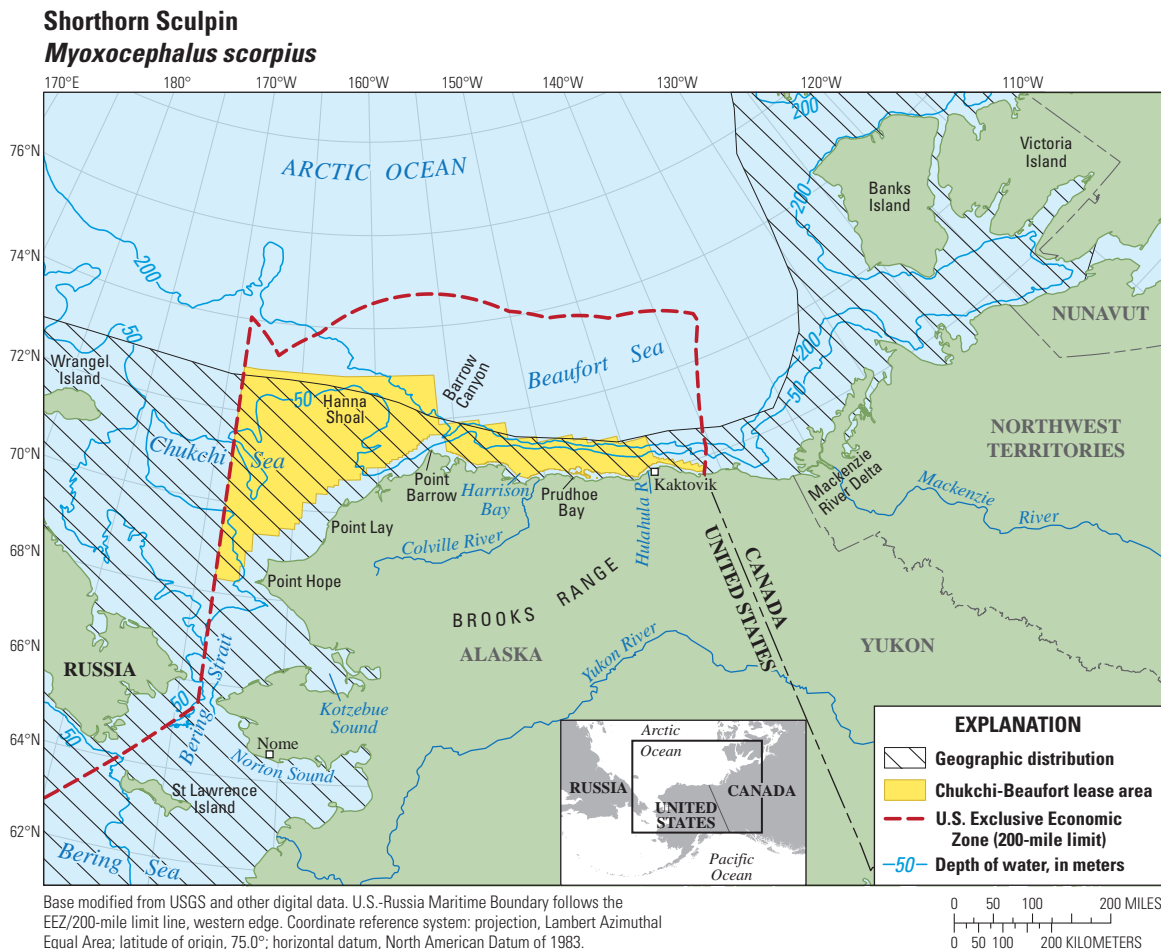 Shorthorn Sculpin
Myoxocephalus scorpius
170°E 180° 170°W 160°W 150°W 140°W 130°W 120°W 110°W
76°N
74°N
72°N
70°N
68°N
66°N
64°N
62°N
ARCTIC OCEAN
200
200
200
Victoria
Island
Banks
Island
200
50
Wrangel
Island
Hanna
Shoal
50
Barrow
Canyon
Beaufort Sea
200
50
NUNAVUT
Chukchi Sea
NORTHWEST
TERRITORIES
Point
Barrow
Harrison
Bay
Prudhoe
Bay
Hulahula R
Kaktovik
Mackenzie
River Delta
Mackenzie
River
Point Lay
Colville River
Point Hope
CANADA
UNITED STATES
BROOKS RANGE
ALASKA
YUKON
Yukon River
RUSSIA
Bering Strait
50
Kotzebue
Sound
50
Nome
Norton Sound
St Lawrence
Island
Bering Sea
Arctic
Ocean
RUSSIA
UNITED
STATES
CANADA
Pacific
Ocean
EXPLANATION
Geographic distribution
Chukchi-Beaufort lease area
U.S. Exclusive Economic
Zone (200-mile limit)
50 Depth of water, in meters
Base modified from USGS and other digital data. U.S.-Russia Maritime Boundary follows the
EEZ/200-mile limit line, western edge. Coordinate reference system: projection, Lambert Azimuthal
Equal Area; latitude of origin, 75.0°; horizontal datum, North American Datum of 1983.
0 50 100 200 MILES
0 50 100 200 KILOMETERS